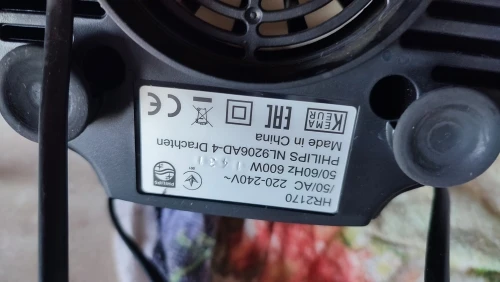 HR2170
/50/AC 220-240V~
50/60Hz 600W
PHILIPS NL9206AD-4 Drachten
Made in China
KEMA
KEUR
EAC
CE
PHILIPS